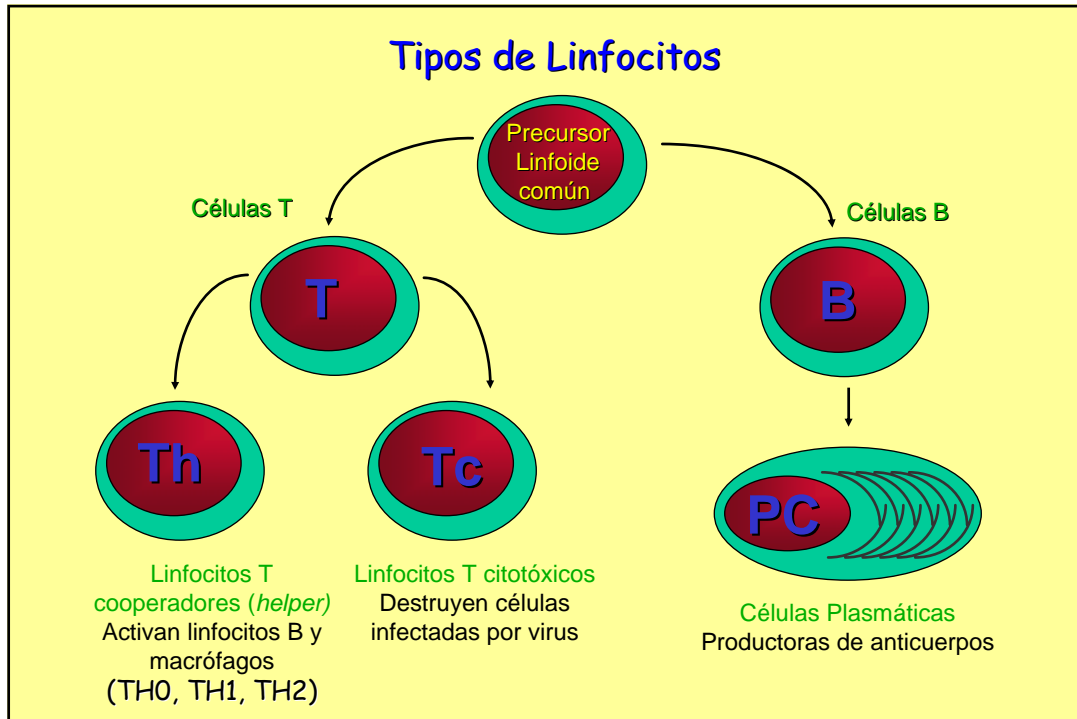 Tipos de Linfocitos
Precursor
Linfoide
común
Células T
Células B
T
B
Th
Tc
PC
Linfocitos T
cooperadores (helper)
Activan linfocitos B y
macrófagos
(TH0, TH1, TH2)
Linfocitos T citotóxicos
Destruyen células
infectadas por virus
Células Plasmáticas
Productoras de anticuerpos